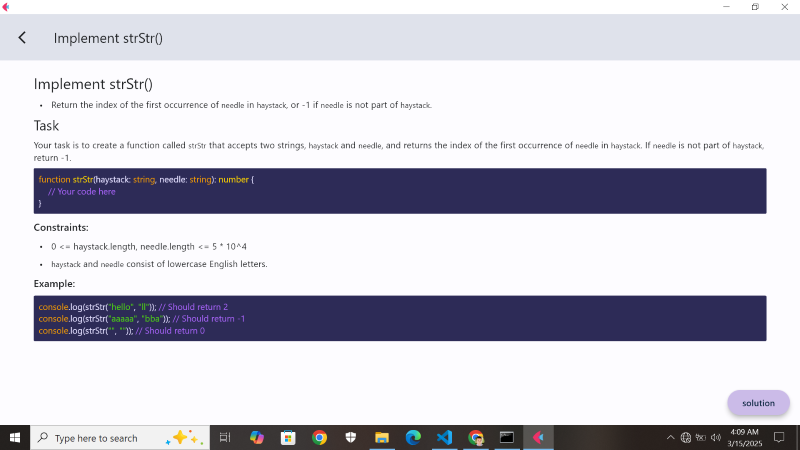 Implement strStr()
Implement strStr()
• Return the index of the first occurrence of needle in haystack, or -1 if needle is not part of haystack.
Task
Your task is to create a function called strStr that accepts two strings, haystack and needle, and returns the index of the first occurrence of needle in haystack. If needle is not part of haystack,
return -1.
function strStr(haystack: string, needle: string): number {
// Your code here
}
Constraints:
• 0 <= haystack.length, needle.length <= 5 * 10^4
• haystack and needle consist of lowercase English letters.
Example:
console.log(strStr("hello", "ll")); // Should return 2
console.log(strStr("aaaaa", "bba")); // Should return -1
console.log(strStr("", "")); // Should return 0
solution
Type here to search
4:09 AM
3/15/2025